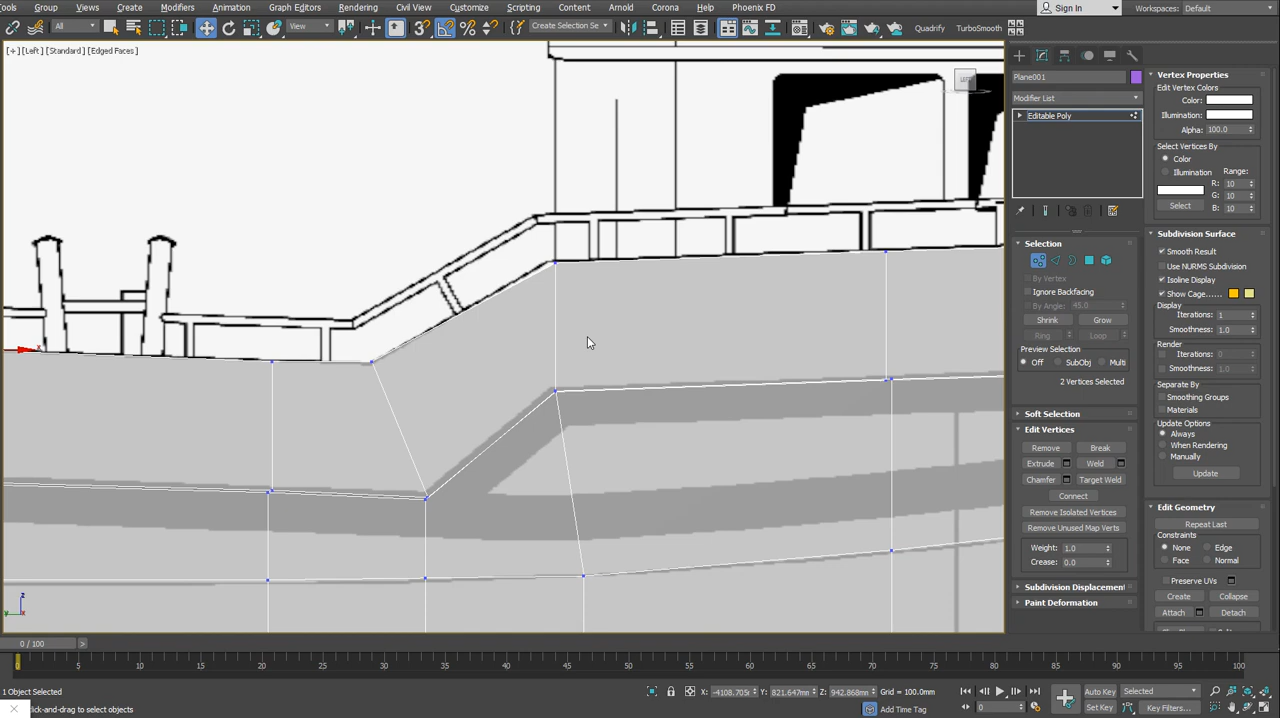 Tools Group Views Create Modifiers Animation Graph Editors Rendering Civil View Customize Scripting Content Arnold Corona Help Phoenix FD Sign In Workspaces: Default
All View Create Selection Se Quadrify TurboSmooth
[+] [Left] [Standard] [Edged Faces]
LEFT
x
z
y x
Plane001
Modifier List
Editable Poly
Selection
By Vertex
Ignore Backfacing
By Angle: 45.0
Shrink Grow
Ring Loop
Preview Selection
Off SubObj Multi
2 Vertices Selected
Soft Selection
Edit Vertices
Remove Break
Extrude Weld
Chamfer Target Weld
Connect
Remove Isolated Vertices
Remove Unused Map Verts
Weight: 1.0
Crease: 0.0
Subdivision Displacement
Paint Deformation
Vertex Properties
Edit Vertex Colors
Color:
Illumination:
Alpha: 100.0
Select Vertices By
Color
Illumination Range:
R: 10
G: 10
B: 10
Select
Subdivision Surface
Smooth Result
Use NURMS Subdivision
Isoline Display
Show Cage......
Display
Iterations: 1
Smoothness: 1.0
Render
Iterations: 0
Smoothness: 1.0
Separate By
Smoothing Groups
Materials
Update Options
Always
When Rendering
Manually
Update
Edit Geometry
Repeat Last
Constraints
None Edge
Face Normal
Preserve UVs
Create Collapse
Attach Detach
0 / 100 >
0 5 10 15 20 25 30 35 40 45 50 55 60 65 70 75 80 85 90 95 100
1 Object Selected
X: -4108.705 Y: 821.647mm Z: 942.868mm Grid = 100.0mm
Auto Key Selected
lick-and-drag to select objects
Add Time Tag
0
Set Key Key Filters...